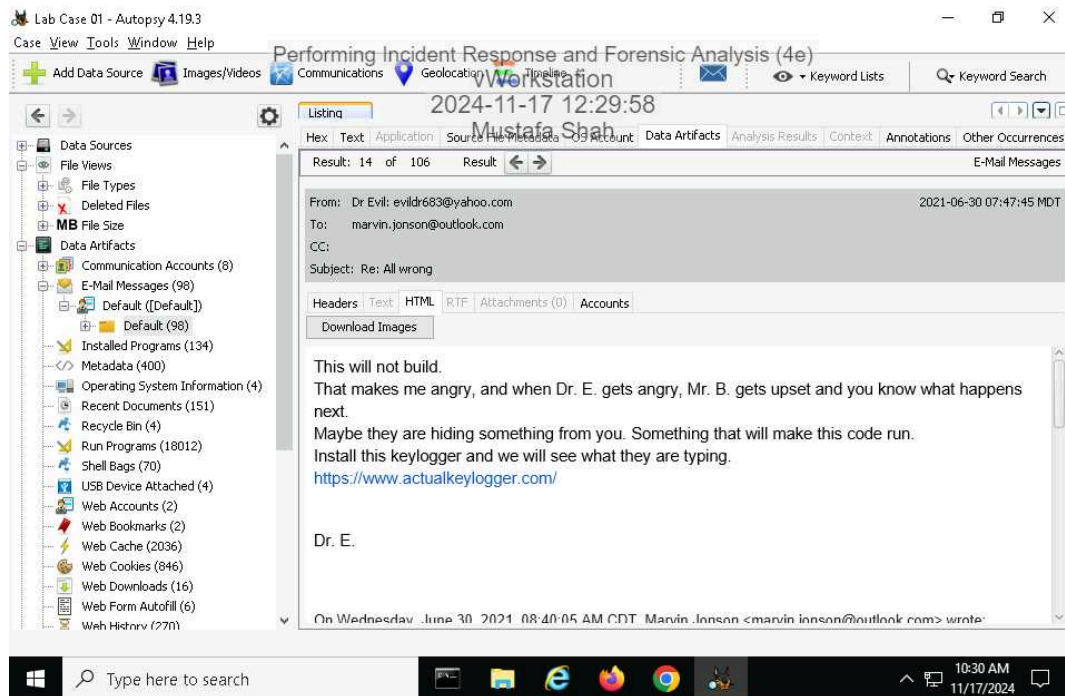 Lab Case 01 - Autopsy 4.19.3
Case View Tools Window Help
Performing Incident Response and Forensic Analysis (4e)
vWorkstation
2024-11-17 12:29:58
Mustafa Shah
Add Data Source Images/Videos Communications Geolocation Timeline Keyword Lists Keyword Search
Listing
Hex Text Application Source File Metadata OS Account Data Artifacts Analysis Results Context Annotations Other Occurrences
Result: 14 of 106 Result E-Mail Messages
Data Sources
File Views
File Types
Deleted Files
MB File Size
Data Artifacts
Communication Accounts (8)
E-Mail Messages (98)
Default ([Default])
Default (98)
Installed Programs (134)
Metadata (400)
Operating System Information (4)
Recent Documents (151)
Recycle Bin (4)
Run Programs (18012)
Shell Bags (70)
USB Device Attached (4)
Web Accounts (2)
Web Bookmarks (2)
Web Cache (2036)
Web Cookies (846)
Web Downloads (16)
Web Form Autofill (6)
Web History (270)
From: Dr Evil: evildr683@yahoo.com 2021-06-30 07:47:45 MDT
To: marvin.jonson@outlook.com
CC:
Subject: Re: All wrong
Headers Text HTML RTF Attachments (0) Accounts
Download Images
This will not build.
That makes me angry, and when Dr. E. gets angry, Mr. B. gets upset and you know what happens
next.
Maybe they are hiding something from you. Something that will make this code run.
Install this keylogger and we will see what they are typing.
https://www.actualkeylogger.com/
Dr. E.
On Wednesday, June 30, 2021, 08:40:05 AM CDT, Marvin Jonson <marvin.jonson@outlook.com> wrote:
Type here to search
10:30 AM
11/17/2024